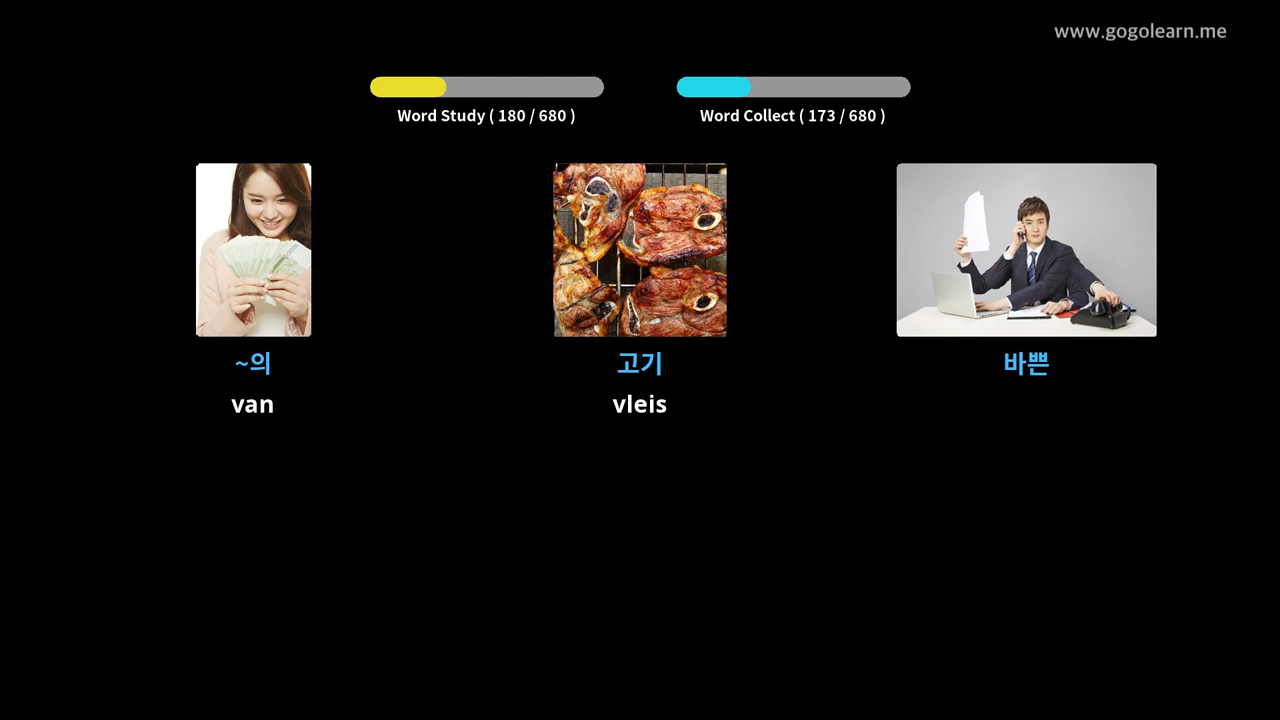 www.gogolearn.me
Word Study ( 180 / 680 )
Word Collect ( 173 / 680 )
~의
고기
바쁜
van
vleis